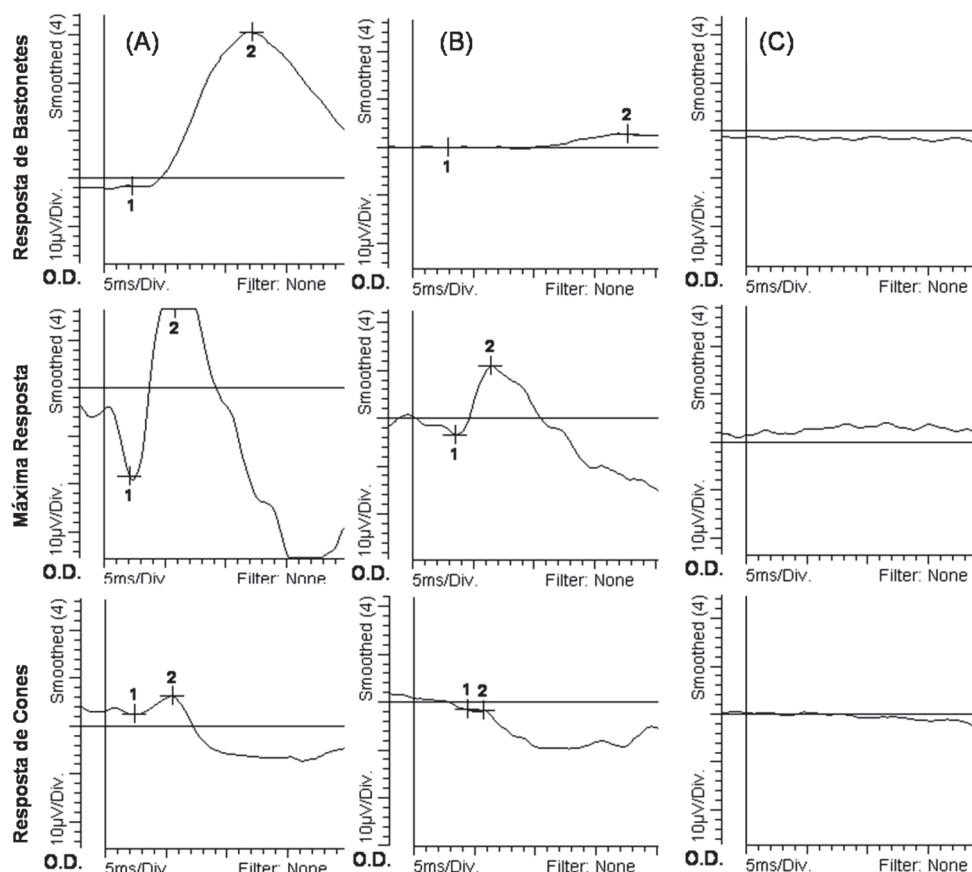 (A)
(B)
(C)
Resposta de Bastonetes
Smoothed (4)
10µV/Div.
2
1
O.D.
5ms/Div.
Filter: None
Smoothed (4)
10µV/Div.
2
1
O.D.
5ms/Div.
Filter: None
Smoothed (4)
10µV/Div.
O.D.
5ms/Div.
Filter: None
Máxima Resposta
Smoothed (4)
10µV/Div.
2
1
O.D.
5ms/Div
Filter: None
Smoothed (4)
10µV/Div.
2
1
O.D.
5ms/Div.
Filter: None
Smoothed (4)
10µV/Div.
O.D.
5ms/Div.
Filter: None
Resposta de Cones
Smoothed (4)
10µV/Div.
1
2
O.D.
5ms/Div.
Filter: None
Smoothed (4)
10µV/Div.
1
2
O.D.
5ms/Div.
Filter: None
Smoothed (4)
10µV/Div.
O.D.
5ms/Div.
Filter: None